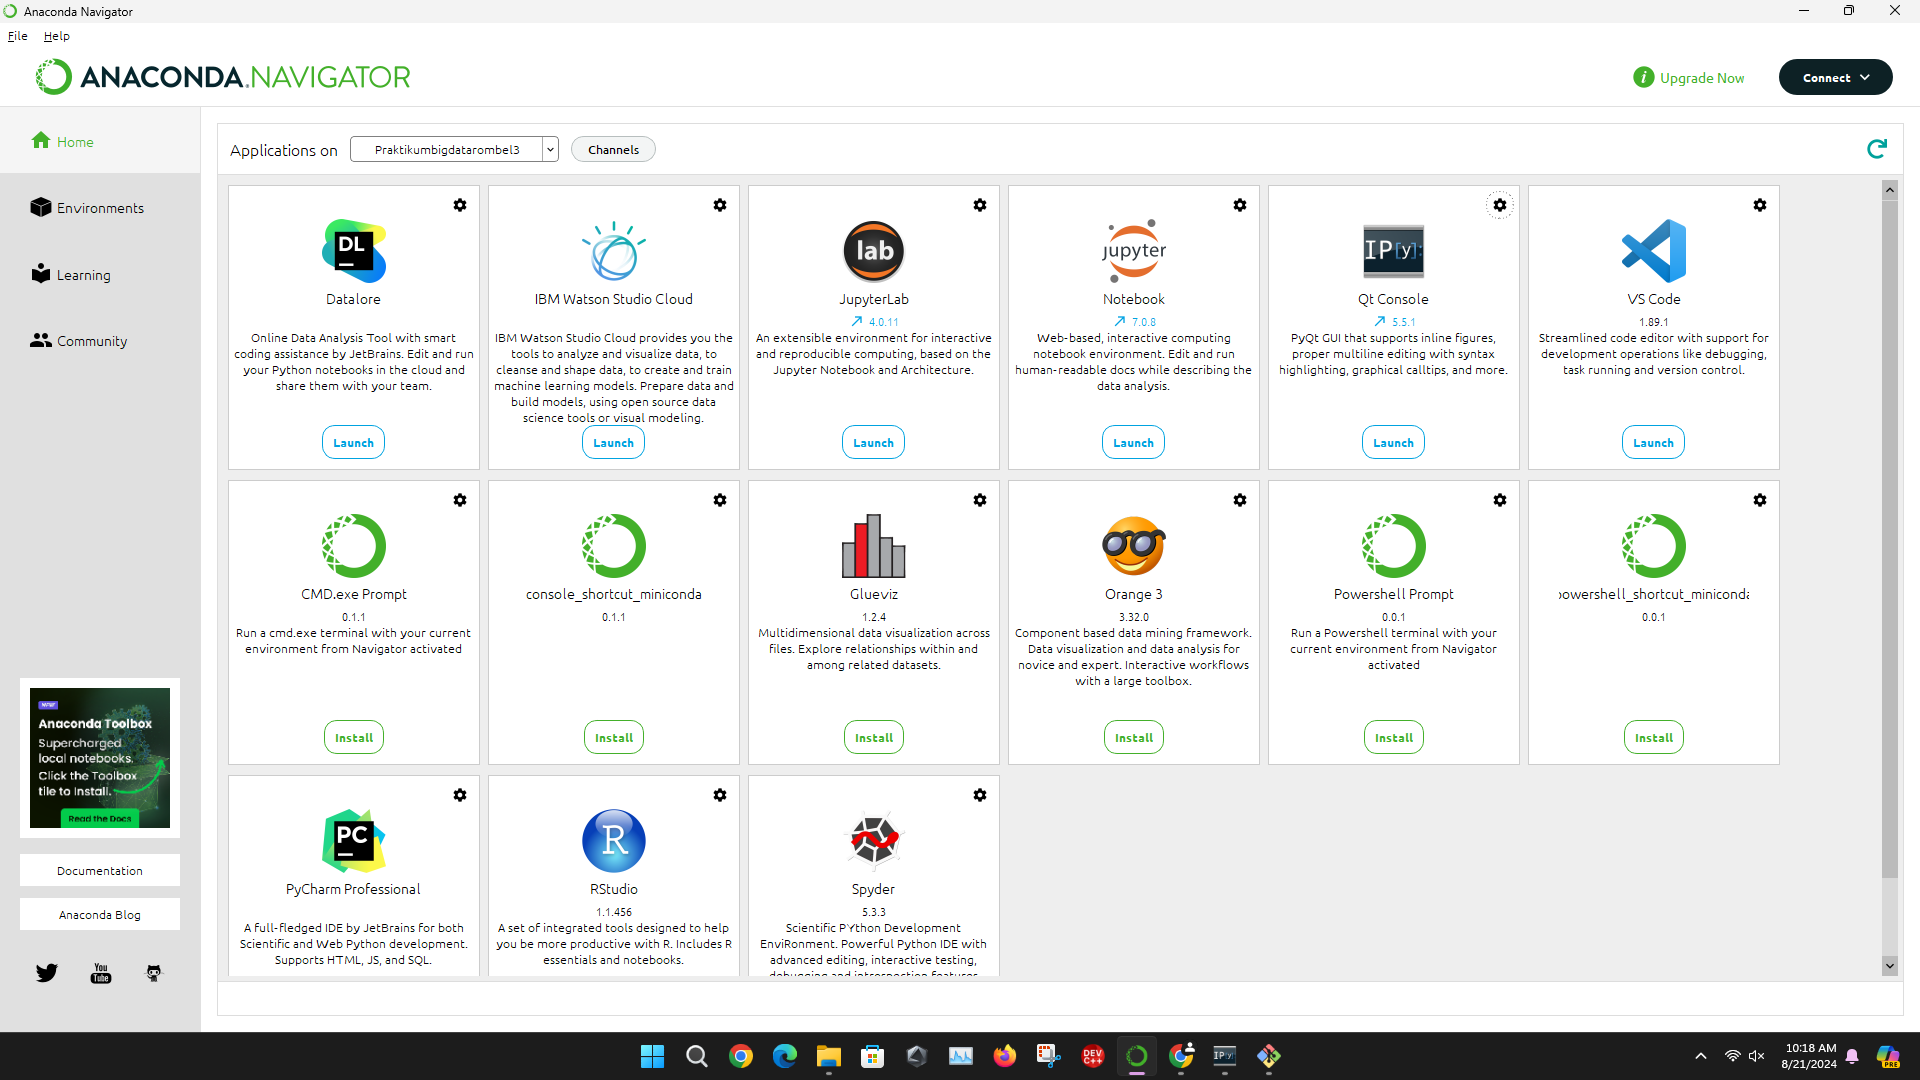 Anaconda Navigator
File Help
ANACONDA.NAVIGATOR
Upgrade Now
Connect
Home
Environments
Learning
Community
Applications on
Praktikumbigdatarombel3
Channels
DL
Datalore
Online Data Analysis Tool with smart
coding assistance by JetBrains. Edit and run
your Python notebooks in the cloud and
share them with your team.
Launch
IBM Watson Studio Cloud
IBM Watson Studio Cloud provides you the
tools to analyze and visualize data, to
cleanse and shape data, to create and train
machine learning models. Prepare data and
build models, using open source data
science tools or visual modeling.
Launch
lab
JupyterLab
4.0.11
An extensible environment for interactive
and reproducible computing, based on the
Jupyter Notebook and Architecture.
Launch
jupyter
Notebook
7.0.8
Web-based, interactive computing
notebook environment. Edit and run
human-readable docs while describing the
data analysis.
Launch
IP[y]:
Qt Console
5.5.1
PyQt GUI that supports inline figures,
proper multiline editing with syntax
highlighting, graphical calltips, and more.
Launch
VS Code
1.89.1
Streamlined code editor with support for
development operations like debugging,
task running and version control.
Launch
CMD.exe Prompt
0.1.1
Run a cmd.exe terminal with your current
environment from Navigator activated
Install
console_shortcut_miniconda
0.1.1
Install
Glueviz
1.2.4
Multidimensional data visualization across
files. Explore relationships within and
among related datasets.
Install
Orange 3
3.32.0
Component based data mining framework.
Data visualization and data analysis for
novice and expert. Interactive workflows
with a large toolbox.
Install
Powershell Prompt
0.0.1
Run a Powershell terminal with your
current environment from Navigator
activated
Install
powershell_shortcut_miniconda
0.0.1
Install
PC
PyCharm Professional
A full-fledged IDE by JetBrains for both
Scientific and Web Python development.
Supports HTML, JS, and SQL.
R
RStudio
1.1.456
A set of integrated tools designed to help
you be more productive with R. Includes R
essentials and notebooks.
Spyder
5.3.3
Scientific PYthon Development
EnviRonment. Powerful Python IDE with
advanced editing, interactive testing,
debugging and introspection features
NEW
Anaconda Toolbox
Supercharged
local notebooks.
Click the Toolbox
tile to Install.
Read the Docs
Documentation
Anaconda Blog
You
Tube
DEV
C++
IP[y]:
10:18 AM
8/21/2024
PRE